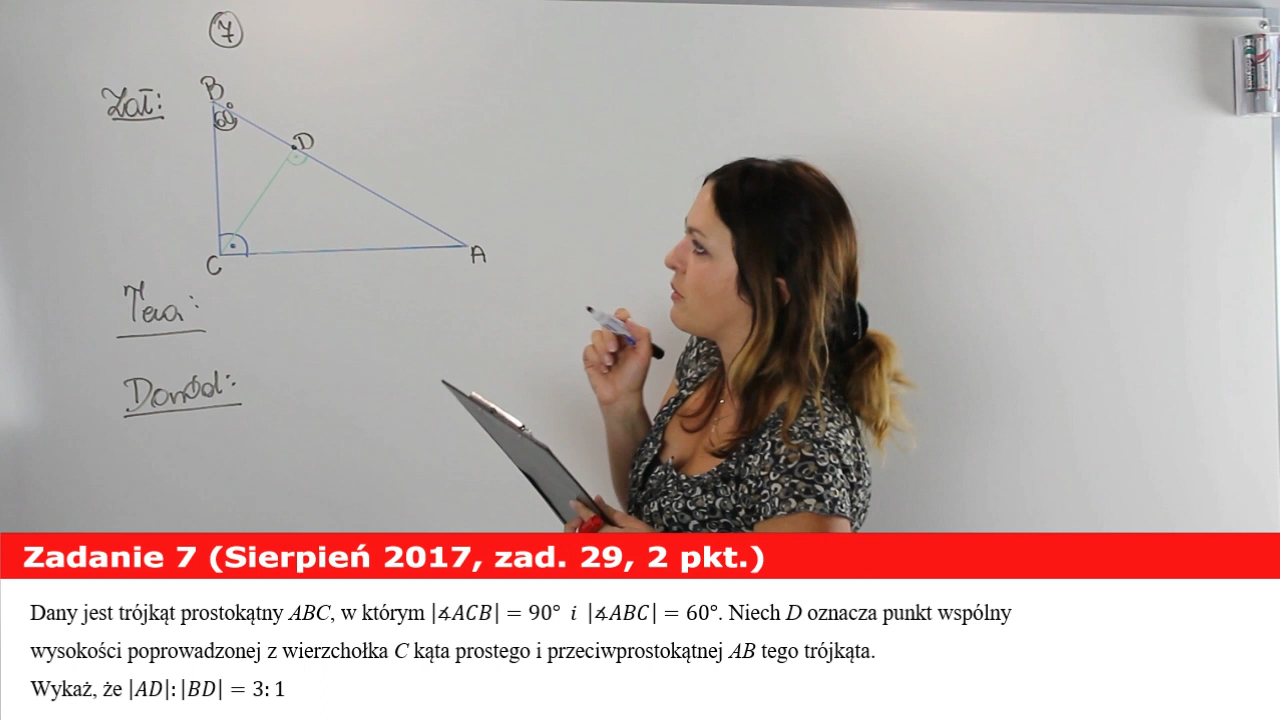 7
Zał:
B
60°
D
C
A
Teza:
Dowód:
Zadanie 7 (Sierpień 2017, zad. 29, 2 pkt.)
Dany jest trójkąt prostokątny ABC, w którym |∡ACB| = 90° i |∡ABC| = 60°. Niech D oznacza punkt wspólny
wysokości poprowadzonej z wierzchołka C kąta prostego i przeciwprostokątnej AB tego trójkąta.
Wykaż, że |AD|:|BD| = 3:1